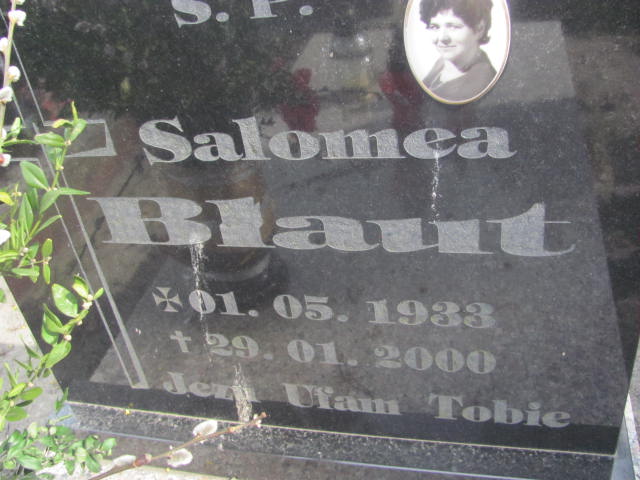 Ś. P.
Salomea
Blaut
01. 05. 1933
29. 01. 2000
Jezu Ufam Tobie